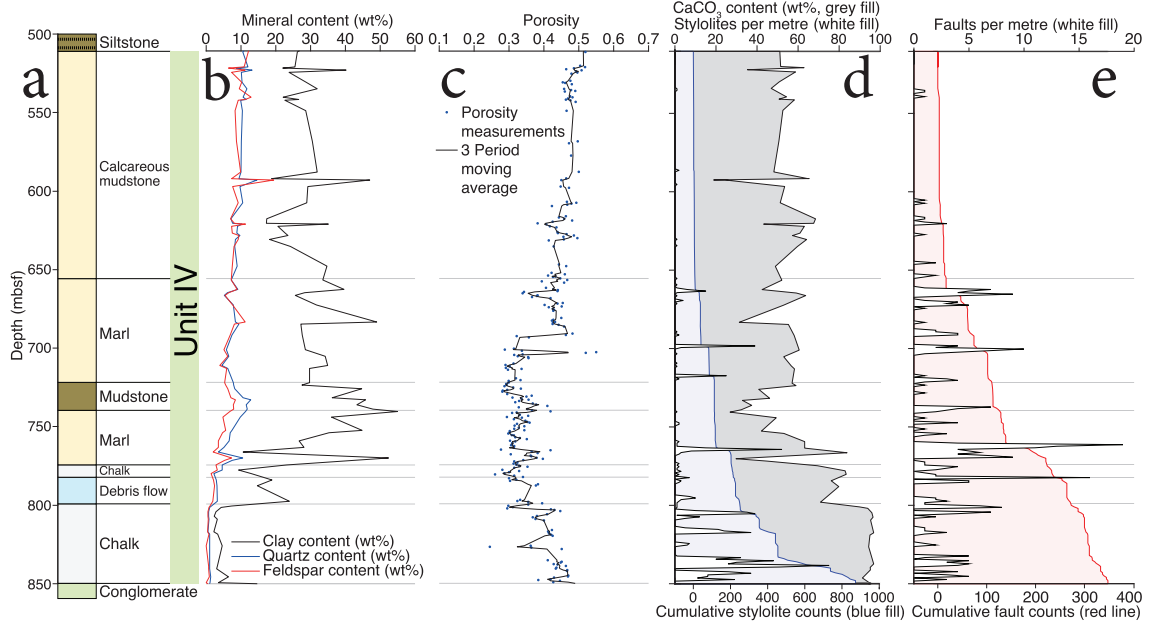 Mineral content (wt%)
Porosity
CaCO3 content (wt%, grey fill)
Stylolites per metre (white fill)
Faults per metre (white fill)
0 10 20 30 40 50 60
0.1 0.2 0.3 0.4 0.5 0.6 0.7
0 20 40 60 80 100
0 5 10 15 20
a
b
c
d
e
Depth (mbsf)
500
550
600
650
700
750
800
850
Siltstone
Calcareous
mudstone
Marl
Mudstone
Marl
Chalk
Debris flow
Chalk
Conglomerate
Unit IV
Porosity
measurements
3 Period
moving
average
Clay content (wt%)
Quartz content (wt%)
Feldspar content (wt%)
0 200 400 600 800 1000
Cumulative stylolite counts (blue fill)
0 100 200 300 400
Cumulative fault counts (red line)